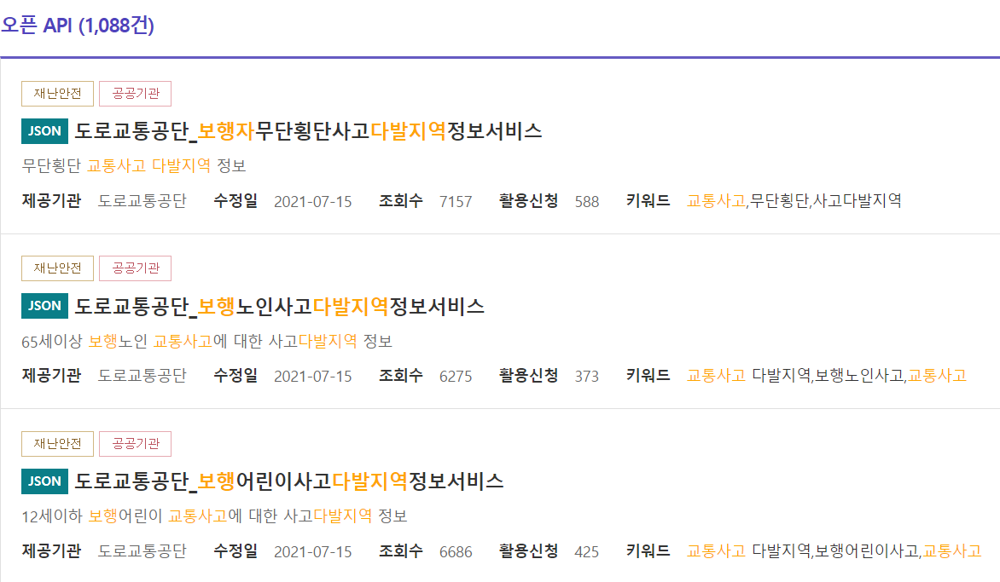 오픈 API (1,088건)
재난안전 공공기관
JSON 도로교통공단_보행자무단횡단사고다발지역정보서비스
무단횡단 교통사고 다발지역 정보
제공기관 도로교통공단 수정일 2021-07-15 조회수 7157 활용신청 588 키워드 교통사고,무단횡단,사고다발지역
재난안전 공공기관
JSON 도로교통공단_보행노인사고다발지역정보서비스
65세이상 보행노인 교통사고에 대한 사고다발지역 정보
제공기관 도로교통공단 수정일 2021-07-15 조회수 6275 활용신청 373 키워드 교통사고 다발지역,보행노인사고,교통사고
재난안전 공공기관
JSON 도로교통공단_보행어린이사고다발지역정보서비스
12세이하 보행어린이 교통사고에 대한 사고다발지역 정보
제공기관 도로교통공단 수정일 2021-07-15 조회수 6686 활용신청 425 키워드 교통사고 다발지역,보행어린이사고,교통사고